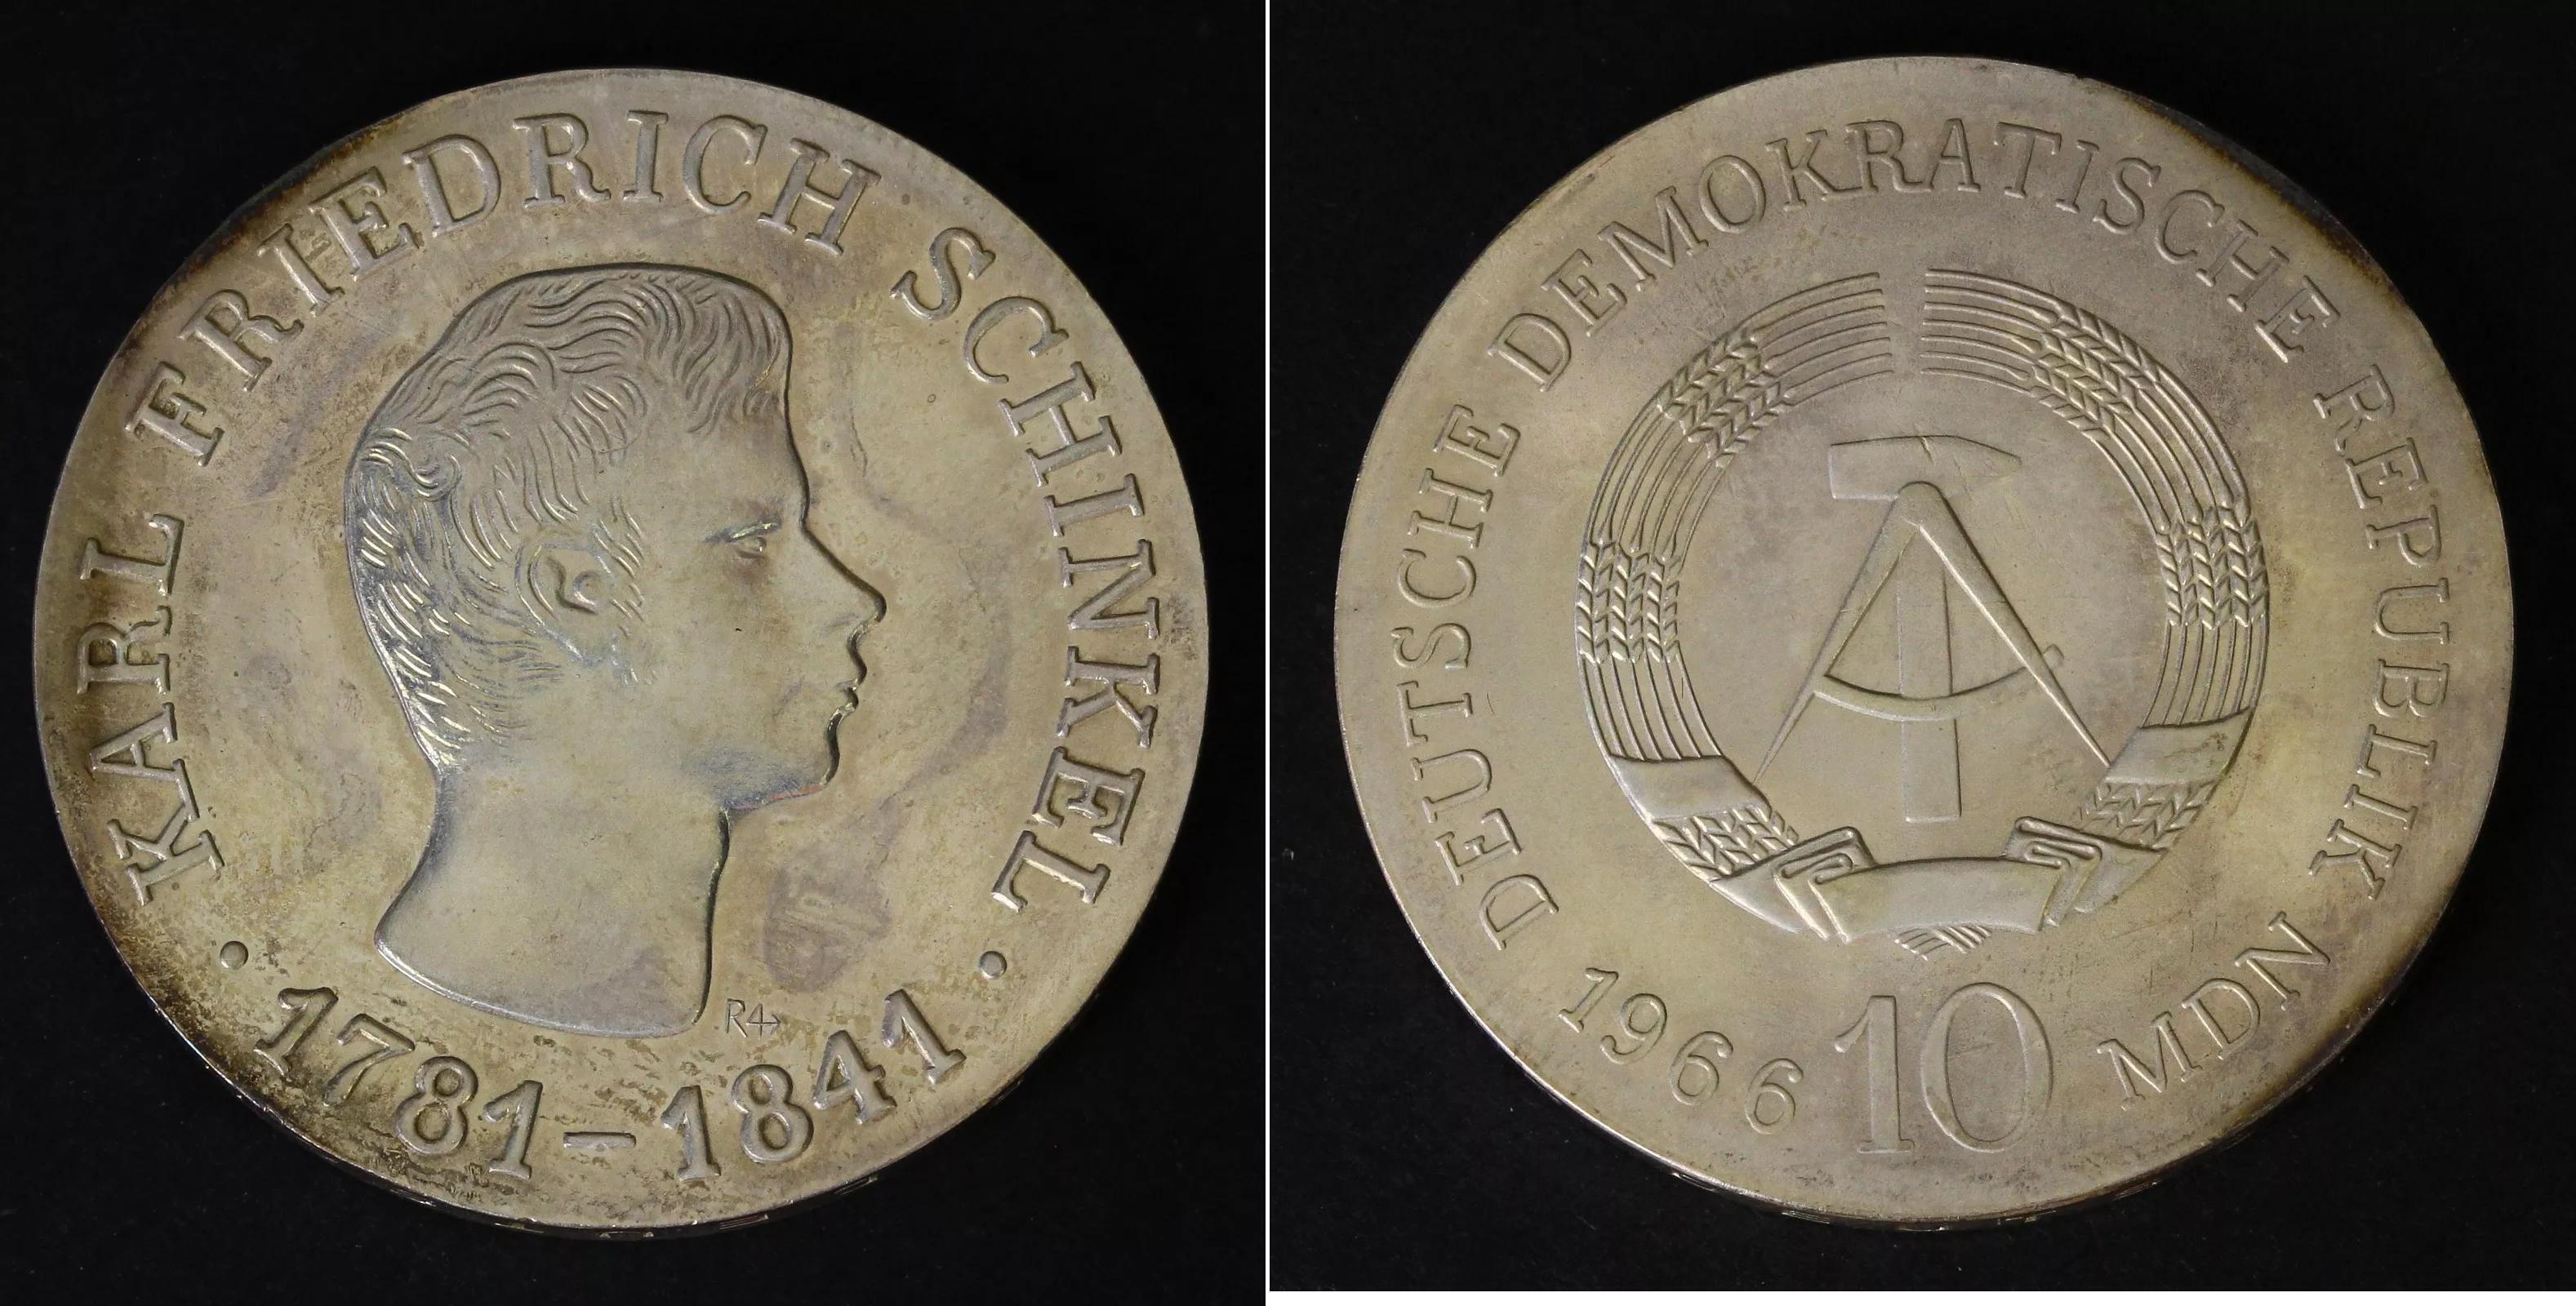 KARL FRIEDRICH SCHINKEL
· 1781–1841 ·
DEUTSCHE DEMOKRATISCHE REPUBLIK
1966 10 MDN